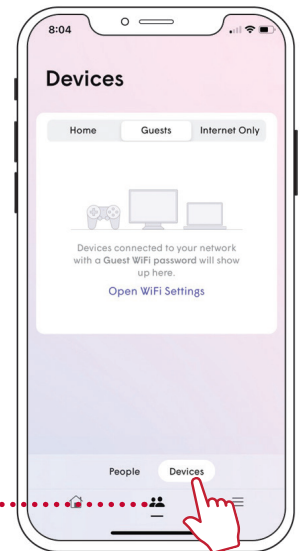 8:04
Devices
Home Guests Internet Only
Devices connected to your network
with a Guest WiFi password will show
up here.
Open WiFi Settings
People Devices